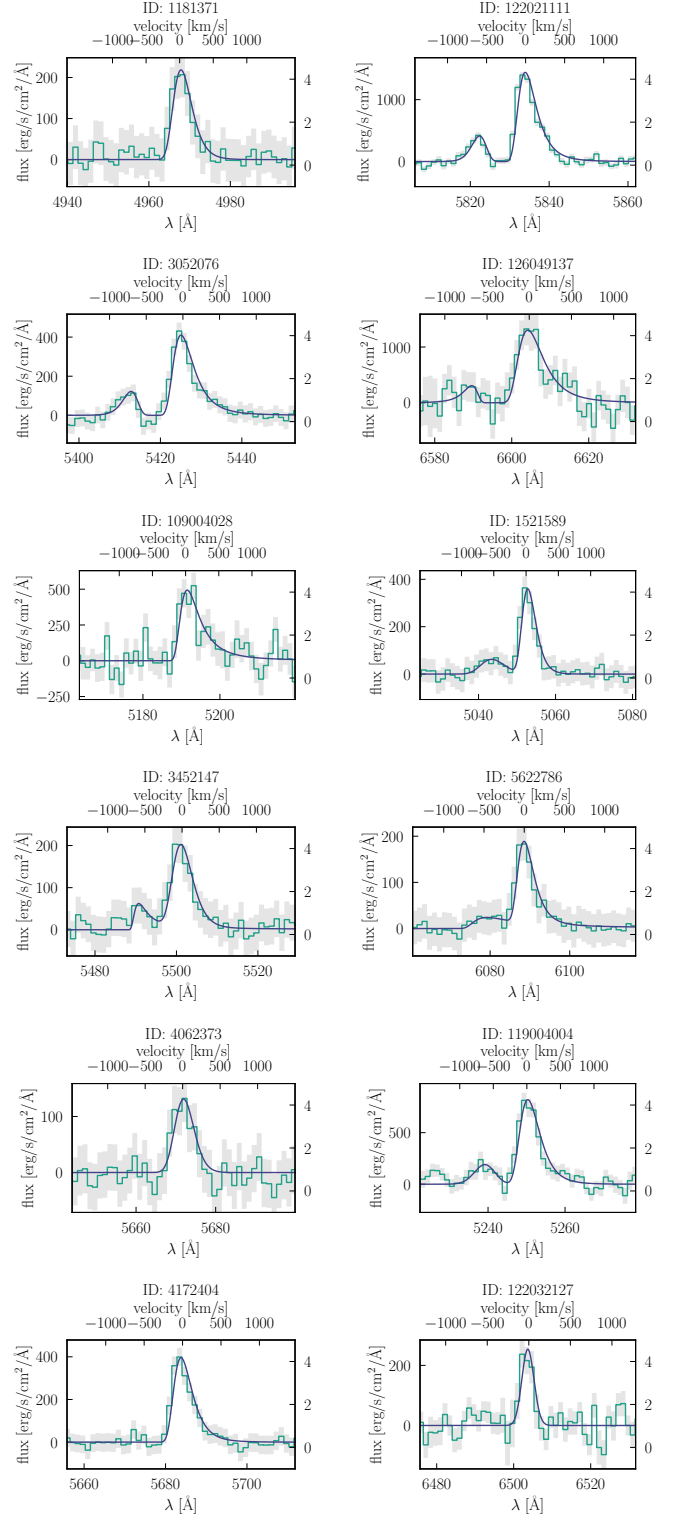 ID: 1181371
velocity [km/s]
−1000 −500 0 500 1000
flux [erg/s/cm²/Å]
200
100
0
4
2
0
4940 4960 4980
λ [Å]
ID: 122021111
velocity [km/s]
−1000 −500 0 500 1000
flux [erg/s/cm²/Å]
1000
0
4
2
0
5820 5840 5860
λ [Å]
ID: 3052076
velocity [km/s]
−1000 −500 0 500 1000
flux [erg/s/cm²/Å]
400
200
0
4
2
0
5400 5420 5440
λ [Å]
ID: 126049137
velocity [km/s]
−1000 −500 0 500 1000
flux [erg/s/cm²/Å]
1000
0
4
2
0
6580 6600 6620
λ [Å]
ID: 109004028
velocity [km/s]
−1000 −500 0 500 1000
flux [erg/s/cm²/Å]
500
250
0
−250
4
2
0
5180 5200
λ [Å]
ID: 1521589
velocity [km/s]
−1000 −500 0 500 1000
flux [erg/s/cm²/Å]
400
200
0
4
2
0
5040 5060 5080
λ [Å]
ID: 3452147
velocity [km/s]
−1000 −500 0 500 1000
flux [erg/s/cm²/Å]
200
100
0
4
2
0
5480 5500 5520
λ [Å]
ID: 5622786
velocity [km/s]
−1000 −500 0 500 1000
flux [erg/s/cm²/Å]
200
100
0
4
2
0
6080 6100
λ [Å]
ID: 4062373
velocity [km/s]
−1000 −500 0 500 1000
flux [erg/s/cm²/Å]
100
0
4
2
0
5660 5680
λ [Å]
ID: 119004004
velocity [km/s]
−1000 −500 0 500 1000
flux [erg/s/cm²/Å]
500
0
4
2
0
5240 5260
λ [Å]
ID: 4172404
velocity [km/s]
−1000 −500 0 500 1000
flux [erg/s/cm²/Å]
400
200
0
4
2
0
5660 5680 5700
λ [Å]
ID: 122032127
velocity [km/s]
−1000 −500 0 500 1000
flux [erg/s/cm²/Å]
200
0
4
2
0
6480 6500 6520
λ [Å]